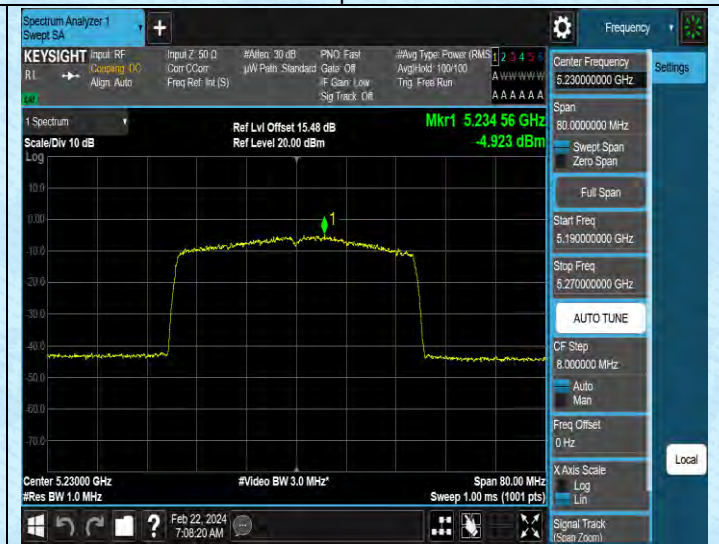 Spectrum Analyzer 1
Swept SA
+
Frequency
KEYSIGHT
Input: RF
Coupling: DC
Align: Auto
Input Z: 50 Ω
Corr CCorr
Freq Ref: Int (S)
#Atten: 30 dB
µW Path: Standard
PNO: Fast
Gate: Off
IF Gain: Low
Sig Track: Off
#Avg Type: Power (RMS
Avg|Hold: 100/100
Trig: Free Run
1 2 3 4 5 6
A W W W W W
A A A A A A
Center Frequency
5.230000000 GHz
Settings
Span
80.0000000 MHz
Swept Span
Zero Span
Full Span
Start Freq
5.190000000 GHz
Stop Freq
5.270000000 GHz
AUTO TUNE
CF Step
8.000000 MHz
Auto
Man
Freq Offset
0 Hz
X Axis Scale
Log
Lin
Signal Track
(Span Zoom)
Local
1 Spectrum
Scale/Div 10 dB
Ref Lvl Offset 15.48 dB
Ref Level 20.00 dBm
Mkr1 5.234 56 GHz
-4.923 dBm
Log
10.0
0.00
-10.0
-20.0
-30.0
-40.0
-50.0
-60.0
-70.0
1
Center 5.23000 GHz
#Res BW 1.0 MHz
#Video BW 3.0 MHz*
Span 80.00 MHz
Sweep 1.00 ms (1001 pts)
?
Feb 22, 2024
7:08:20 AM